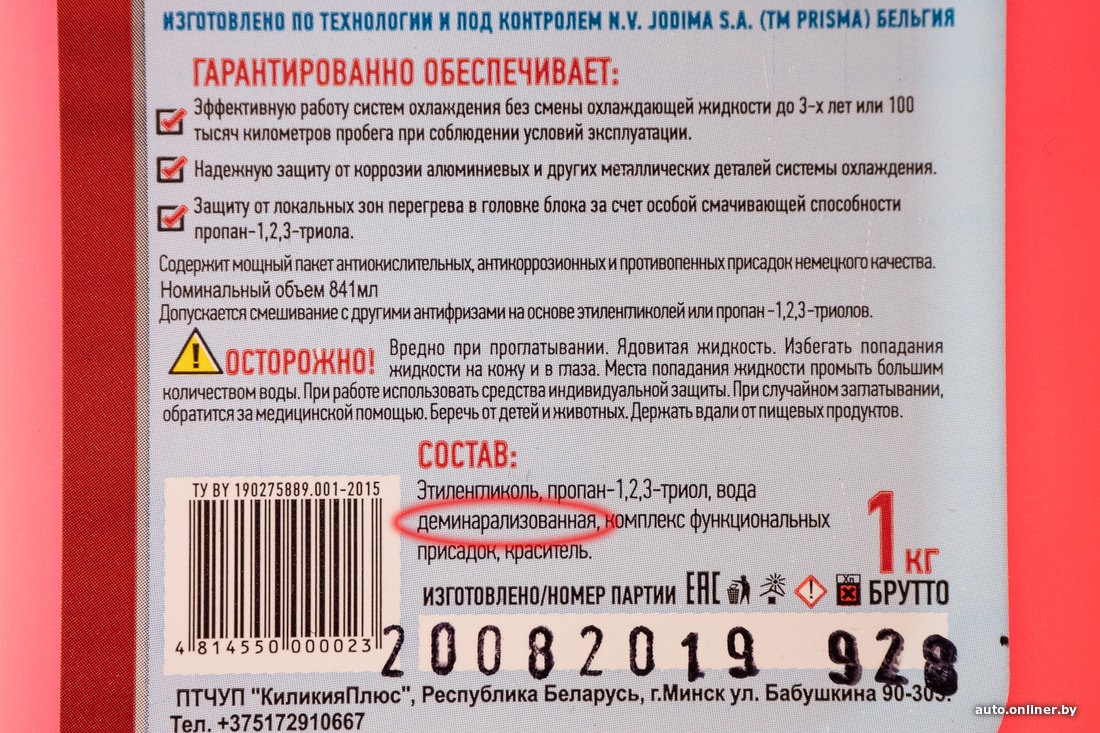 ИЗГОТОВЛЕНО ПО ТЕХНОЛОГИИ И ПОД КОНТРОЛЕМ N.V. JODIMA S.A. (TM PRISMA) БЕЛЬГИЯ
ГАРАНТИРОВАННО ОБЕСПЕЧИВАЕТ:
Эффективную работу систем охлаждения без смены охлаждающей жидкости до 3-х лет или 100
тысяч километров пробега при соблюдении условий эксплуатации.
Надежную защиту от коррозии алюминиевых и других металлических деталей системы охлаждения.
Защиту от локальных зон перегрева в головке блока за счет особой смачивающей способности
пропан-1,2,3-триола.
Содержит мощный пакет антиокислительных, антикоррозионных и противопенных присадок немецкого качества.
Номинальный объем 841мл
Допускается смешивание с другими антифризами на основе этиленгликолей или пропан -1,2,3-триолов.
ОСТОРОЖНО! Вредно при проглатывании. Ядовитая жидкость. Избегать попадания
жидкости на кожу и в глаза. Места попадания жидкости промыть большим
количеством воды. При работе использовать средства индивидуальной защиты. При случайном заглатывании,
обратится за медицинской помощью. Беречь от детей и животных. Держать вдали от пищевых продуктов.
СОСТАВ:
Этиленгликоль, пропан-1,2,3-триол, вода
деминарализованная, комплекс функциональных
присадок, краситель.
1 кг
БРУТТО
ТУ BY 190275889.001-2015
4 814550 000023
ИЗГОТОВЛЕНО/НОМЕР ПАРТИИ EAC Xn
20082019 928
ПТЧУП "КиликияПлюс", Республика Беларусь, г.Минск ул. Бабушкина 90-303.
Тел. +375172910667
auto.onliner.by